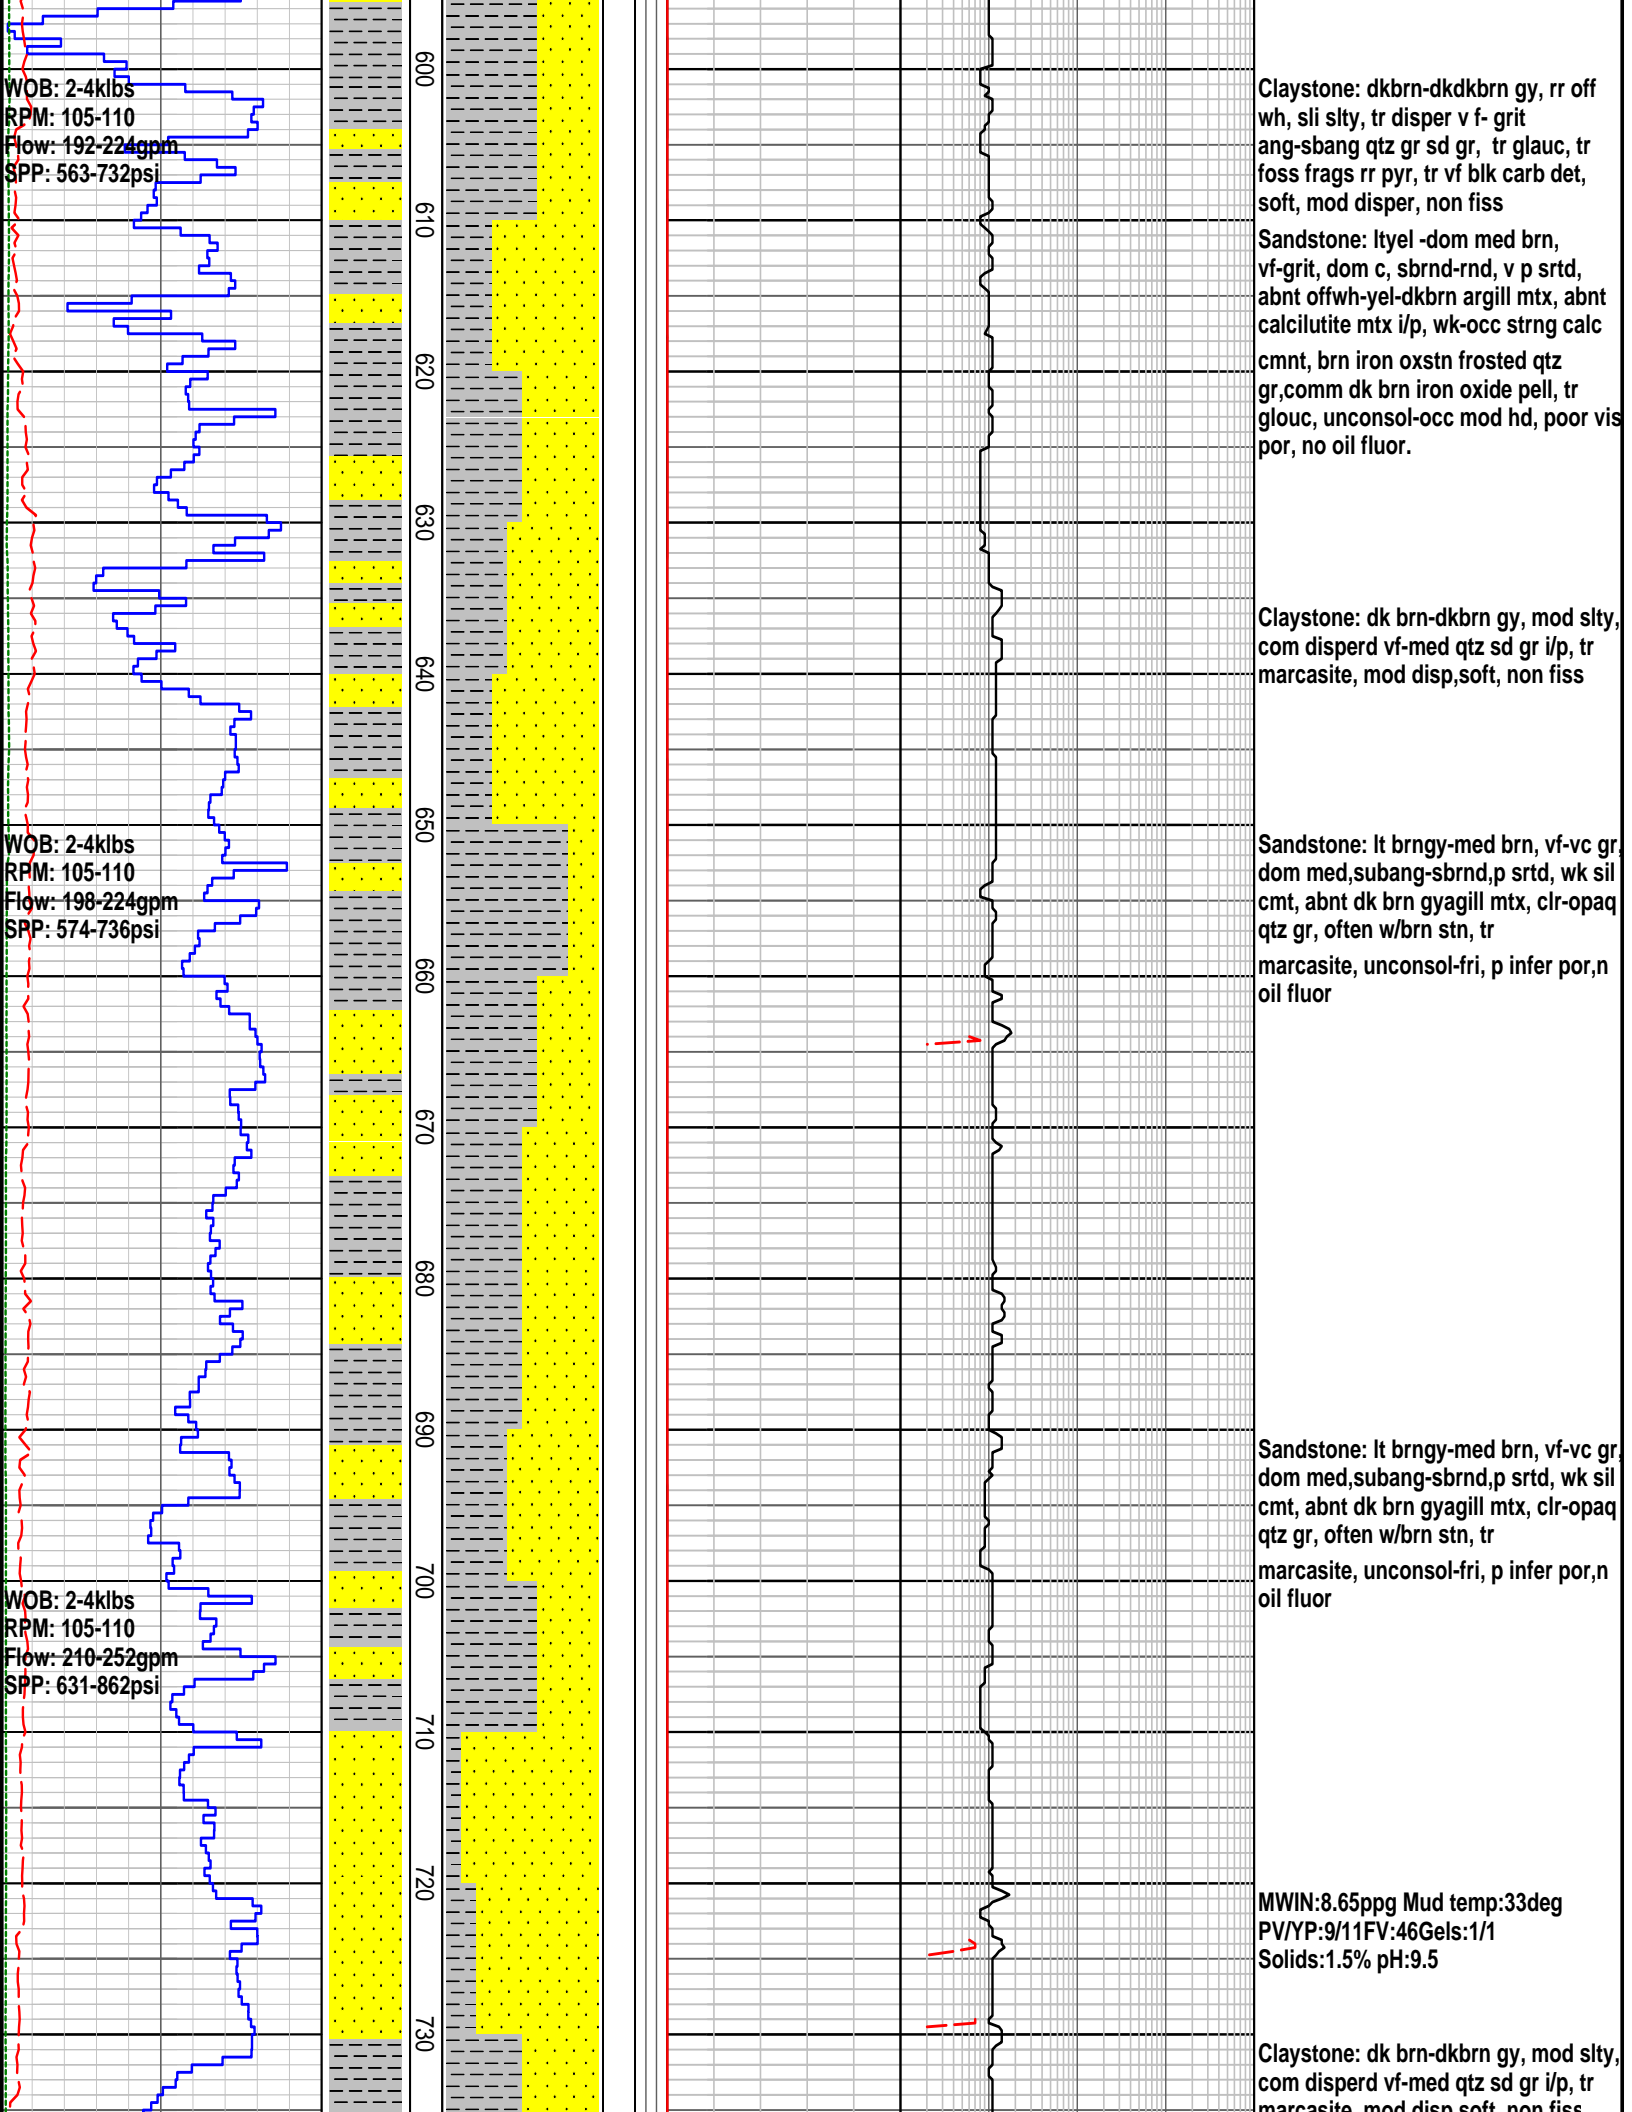 WOB: 2-4klbs
RPM: 105-110
Flow: 192-224gpm
SPP: 563-732psi
WOB: 2-4klbs
RPM: 105-110
Flow: 198-224gpm
SPP: 574-736psi
WOB: 2-4klbs
RPM: 105-110
Flow: 210-252gpm
SPP: 631-862psi
600
610
620
630
640
650
660
670
680
690
700
710
720
730
Claystone: dkbrn-dkdkbrn gy, rr off
wh, sli slty, tr disper v f- grit
ang-sbang qtz gr sd gr, tr glauc, tr
foss frags rr pyr, tr vf blk carb det,
soft, mod disper, non fiss
Sandstone: ltyel -dom med brn,
vf-grit, dom c, sbrnd-rnd, v p srtd,
abnt offwh-yel-dkbrn argill mtx, abnt
calcilutite mtx i/p, wk-occ strng calc
cmnt, brn iron oxstn frosted qtz
gr,comm dk brn iron oxide pell, tr
glouc, unconsol-occ mod hd, poor vis
por, no oil fluor.
Claystone: dk brn-dkbrn gy, mod slty,
com disperd vf-med qtz sd gr i/p, tr
marcasite, mod disp,soft, non fiss
Sandstone: lt brngy-med brn, vf-vc gr,
dom med,subang-sbrnd,p srtd, wk sil
cmt, abnt dk brn gyagill mtx, clr-opaq
qtz gr, often w/brn stn, tr
marcasite, unconsol-fri, p infer por,n
oil fluor
Sandstone: lt brngy-med brn, vf-vc gr,
dom med,subang-sbrnd,p srtd, wk sil
cmt, abnt dk brn gyagill mtx, clr-opaq
qtz gr, often w/brn stn, tr
marcasite, unconsol-fri, p infer por,n
oil fluor
MWIN:8.65ppg Mud temp:33deg
PV/YP:9/11FV:46Gels:1/1
Solids:1.5% pH:9.5
Claystone: dk brn-dkbrn gy, mod slty,
com disperd vf-med qtz sd gr i/p, tr
marcasite, mod disp,soft, non fiss